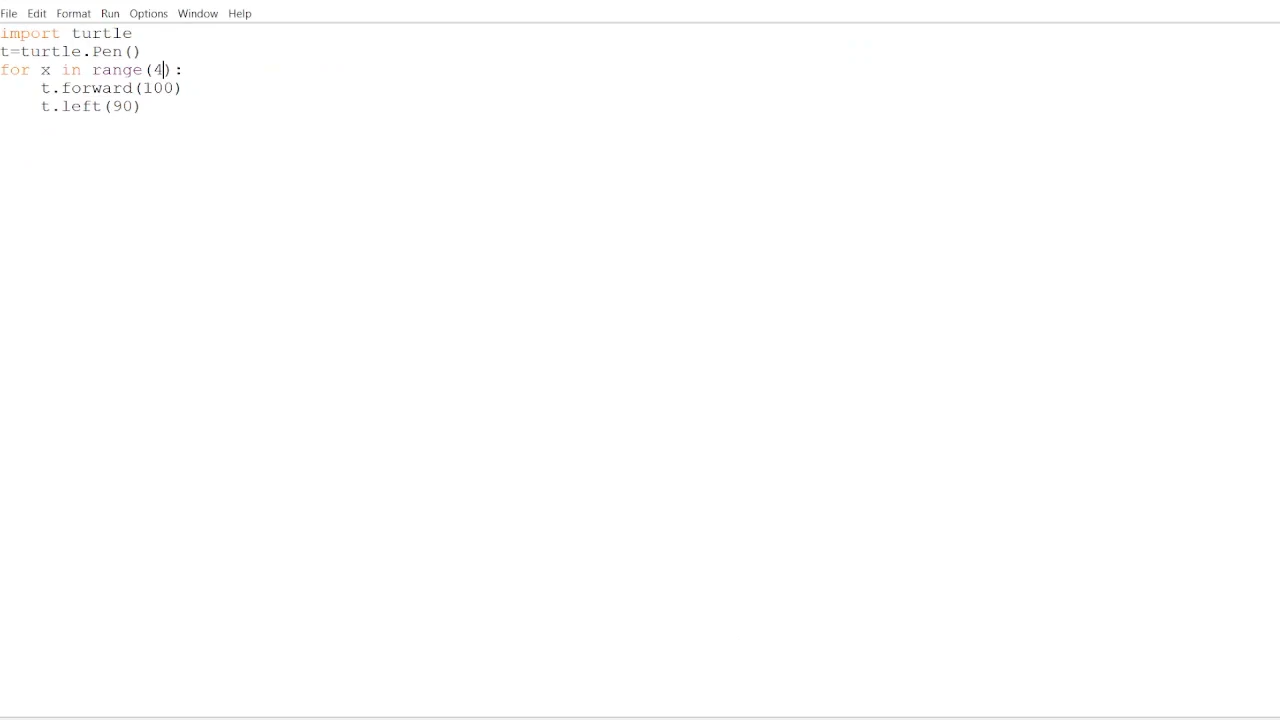 File Edit Format Run Options Window Help
import turtle
t=turtle.Pen()
for x in range(4):
    t.forward(100)
    t.left(90)